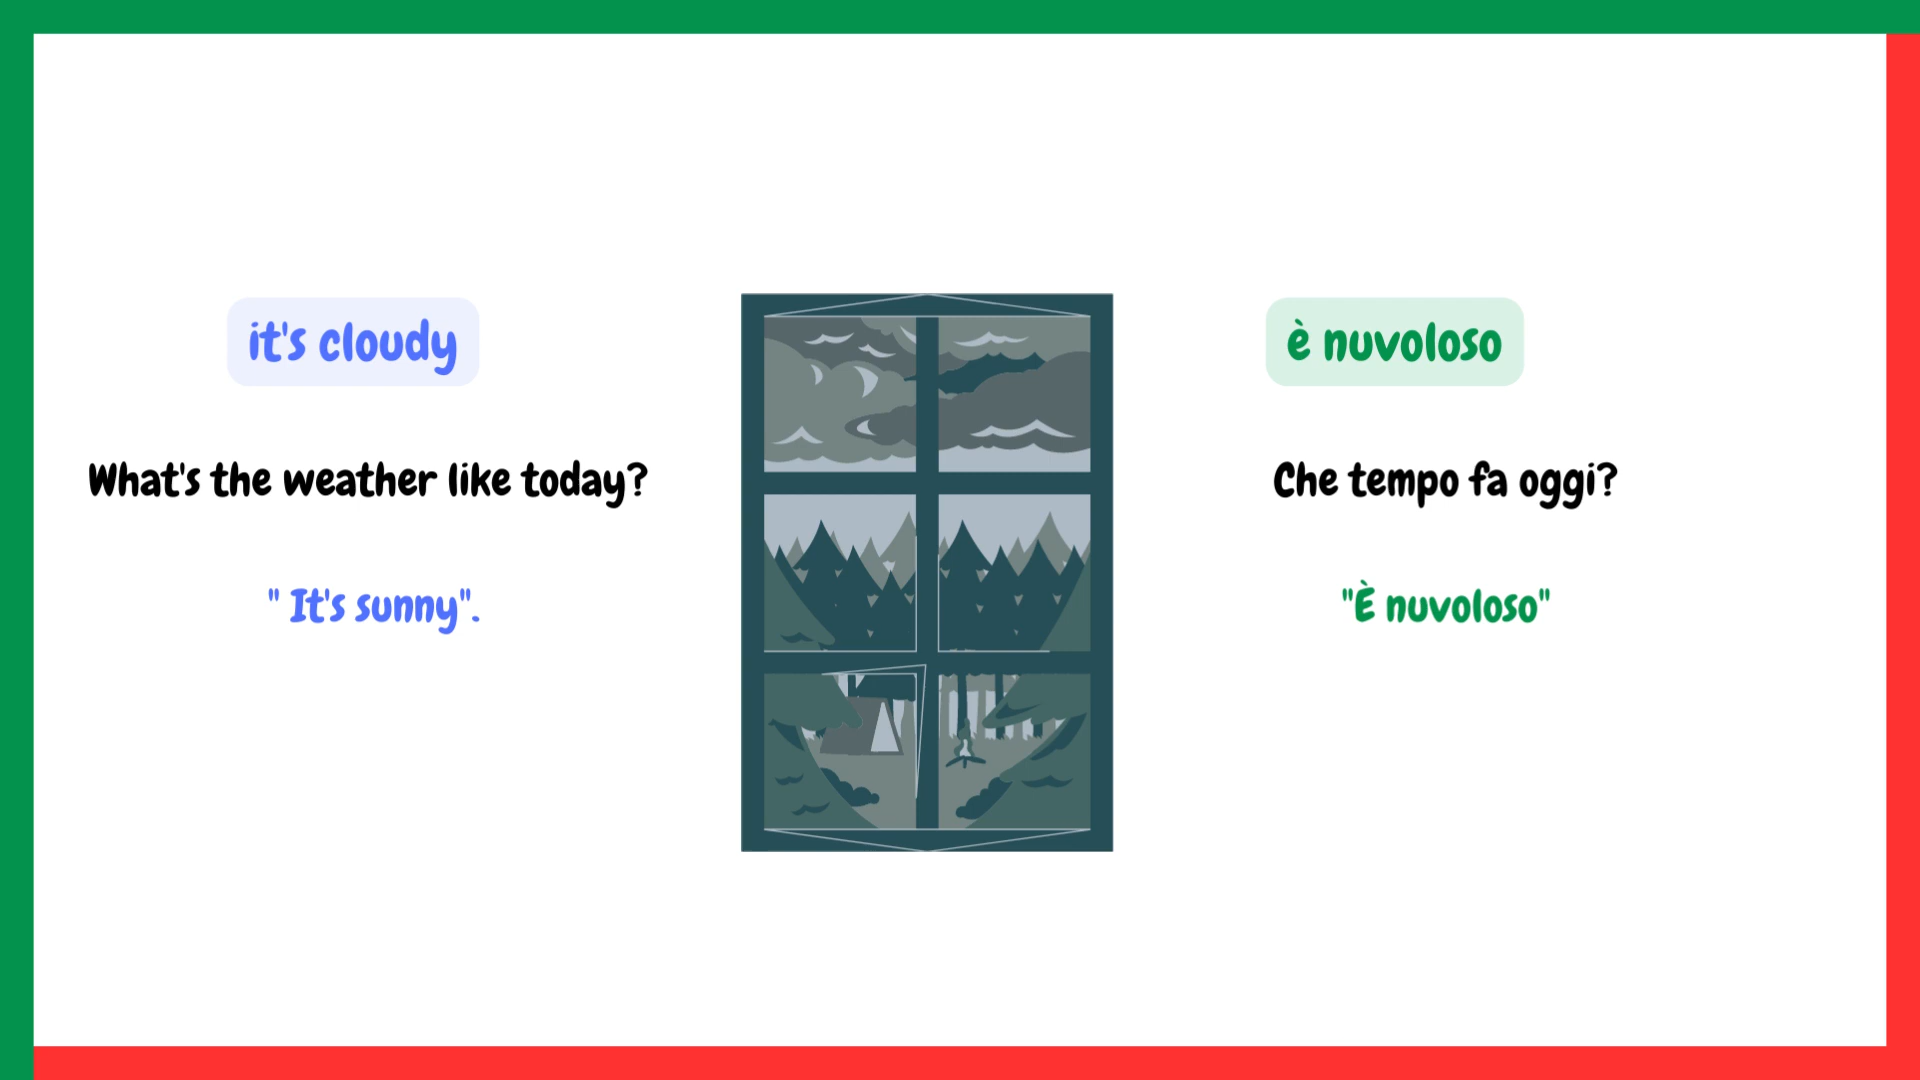 it's cloudy
è nuvoloso
What's the weather like today?
Che tempo fa oggi?
" It's sunny".
"È nuvoloso"